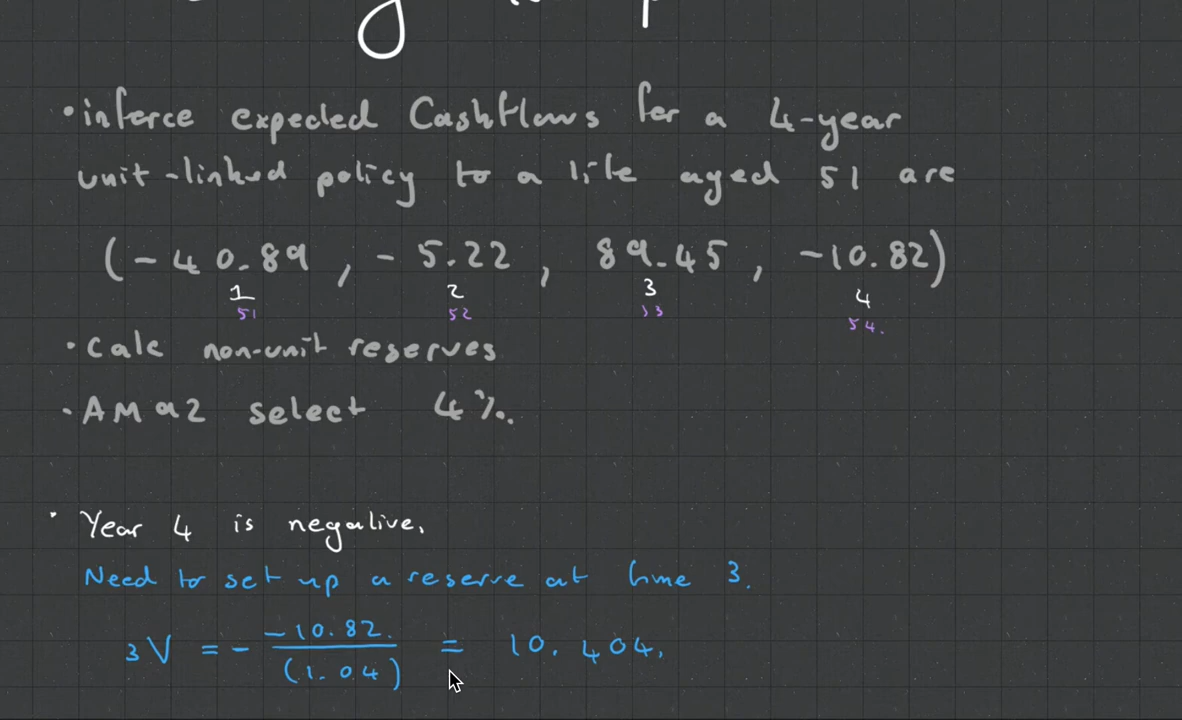 • inforce expected Cashflows for a 4-year
unit-linked policy to a life aged 51 are
(-40.89, -5.22, 89.45, -10.82)
1 2 3 4
51 52 53 54.
• Calc non-unit reserves
• AM92 select 4%.
• Year 4 is negative.
Need to set up a reserve at time 3.
₃V = - -10.82. / (1.04) = 10.404.